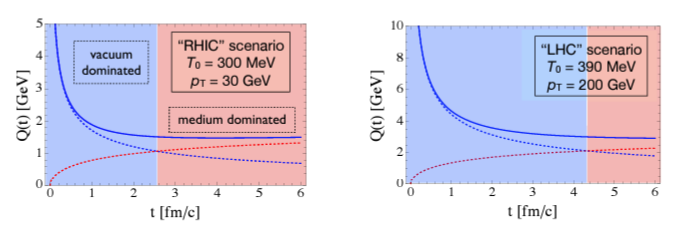 5
4
3
2
1
0
Q(t) [GeV]
vacuum
dominated
"RHIC" scenario
T0 = 300 MeV
pT = 30 GeV
medium dominated
0 1 2 3 4 5 6
t [fm/c]
10
8
6
4
2
0
Q(t) [GeV]
"LHC" scenario
T0 = 390 MeV
pT = 200 GeV
0 1 2 3 4 5 6
t [fm/c]